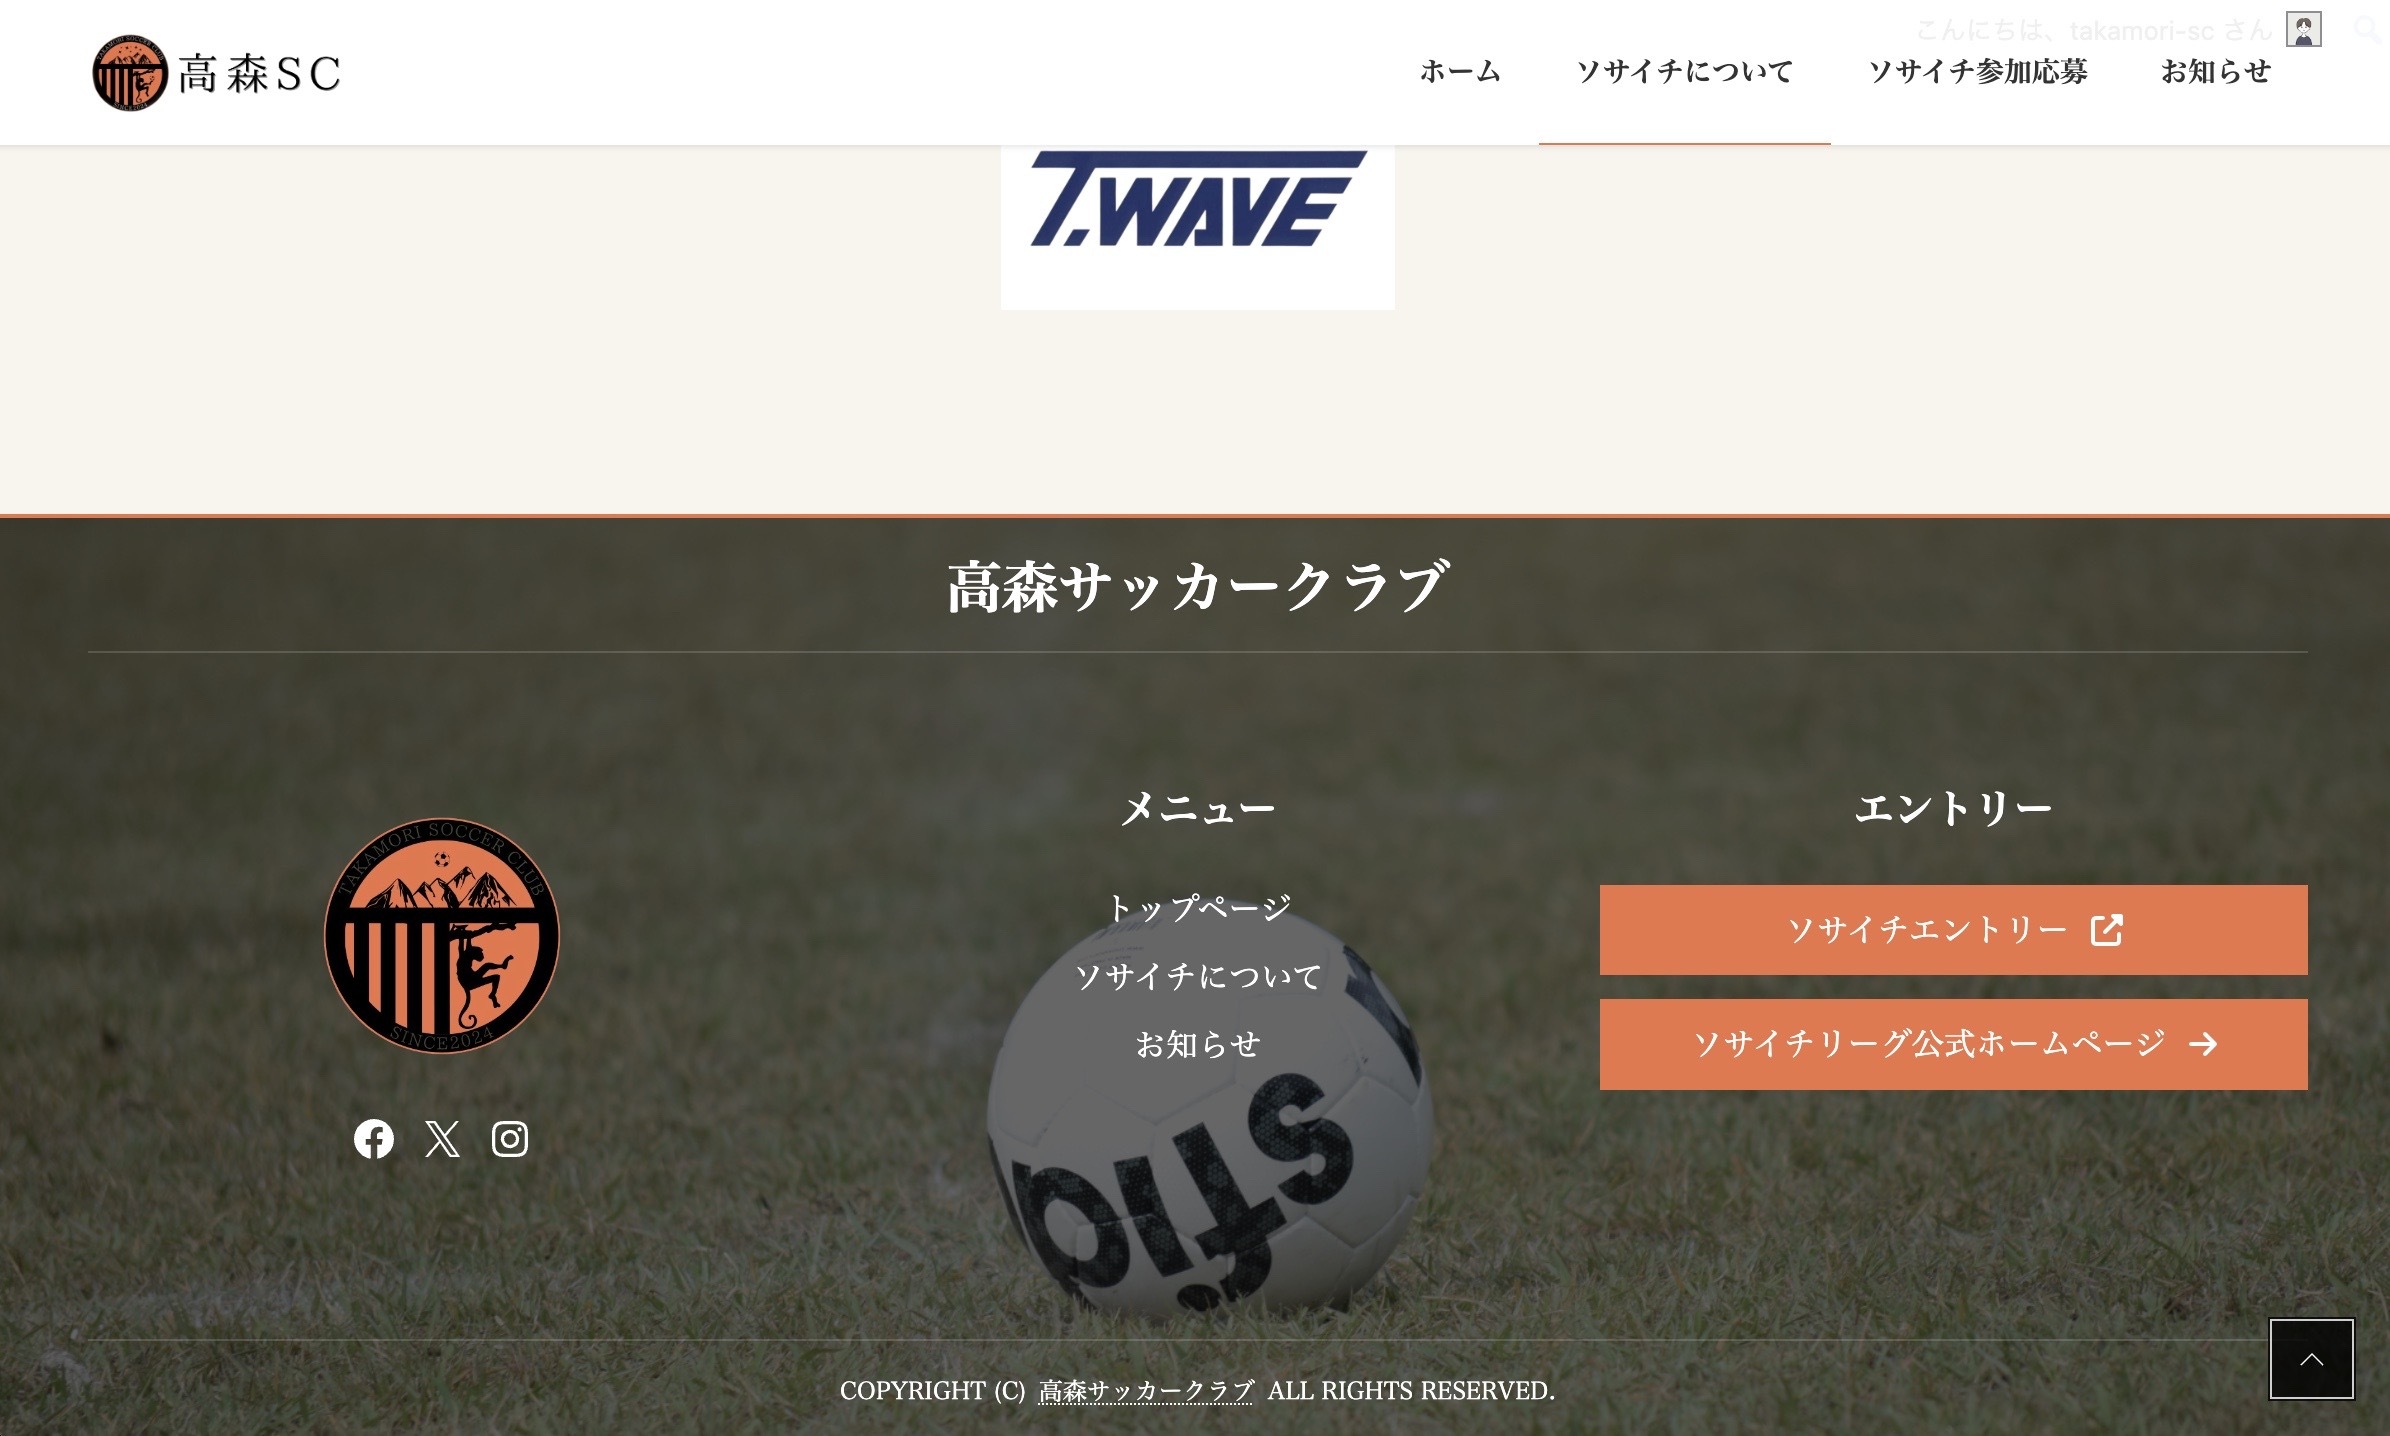 こんにちは、takamori-sc さん
高森SC
ホーム ソサイチについて ソサイチ参加応募 お知らせ
T.WAVE
高森サッカークラブ
メニュー
エントリー
TAKAMORI SOCCER CLUB
SINCE2024
トップページ
ソサイチについて
お知らせ
ソサイチエントリー
ソサイチリーグ公式ホームページ
COPYRIGHT (C) 高森サッカークラブ ALL RIGHTS RESERVED.